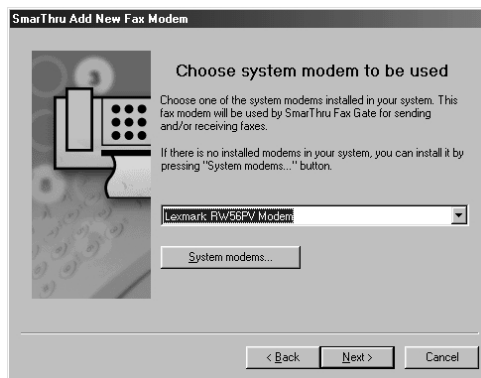 SmarThru Add New Fax Modem
Choose system modem to be used
Choose one of the system modems installed in your system. This
fax modem will be used by SmarThru Fax Gate for sending
and/or receiving faxes.
If there is no installed modems in your system, you can install it by
pressing "System modems..." button.
Lexmark RW56PV Modem
System modems...
< Back
Next >
Cancel